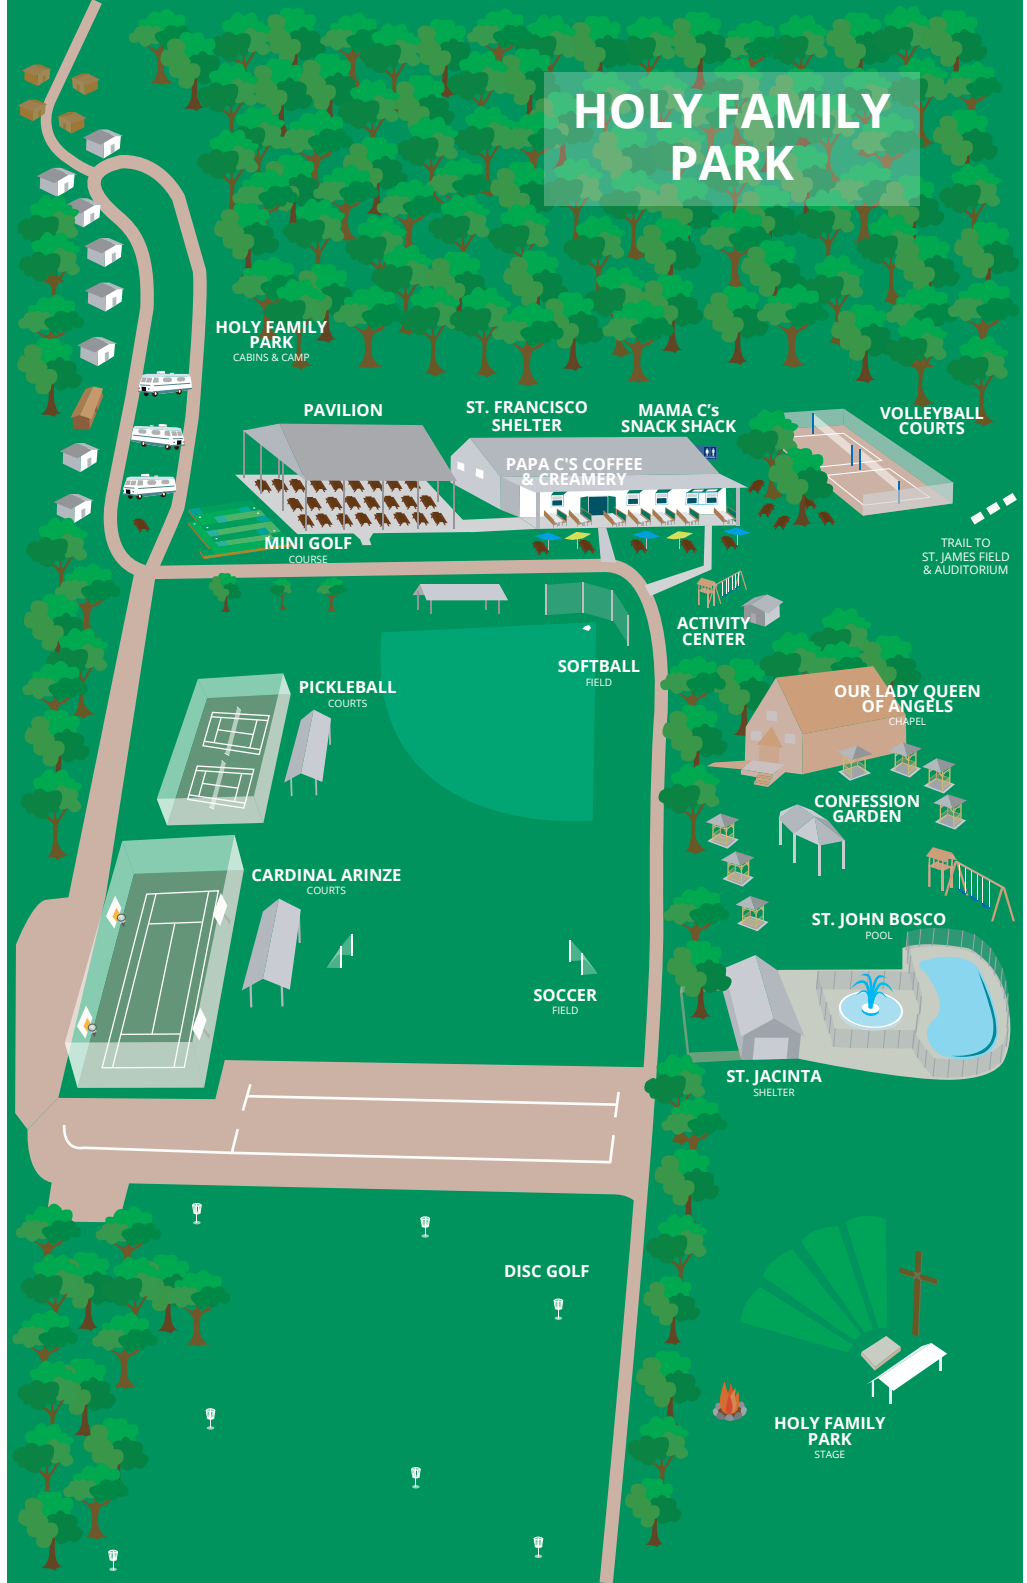 HOLY FAMILY
PARK
HOLY FAMILY
PARK
CABINS & CAMP
PAVILION
ST. FRANCISCO
SHELTER
MAMA C's
SNACK SHACK
VOLLEYBALL
COURTS
PAPA C'S COFFEE
& CREAMERY
MINI GOLF
COURSE
TRAIL TO
ST. JAMES FIELD
& AUDITORIUM
ACTIVITY
CENTER
SOFTBALL
FIELD
PICKLEBALL
COURTS
OUR LADY QUEEN
OF ANGELS
CHAPEL
CONFESSION
GARDEN
CARDINAL ARINZE
COURTS
ST. JOHN BOSCO
POOL
SOCCER
FIELD
ST. JACINTA
SHELTER
DISC GOLF
HOLY FAMILY
PARK
STAGE